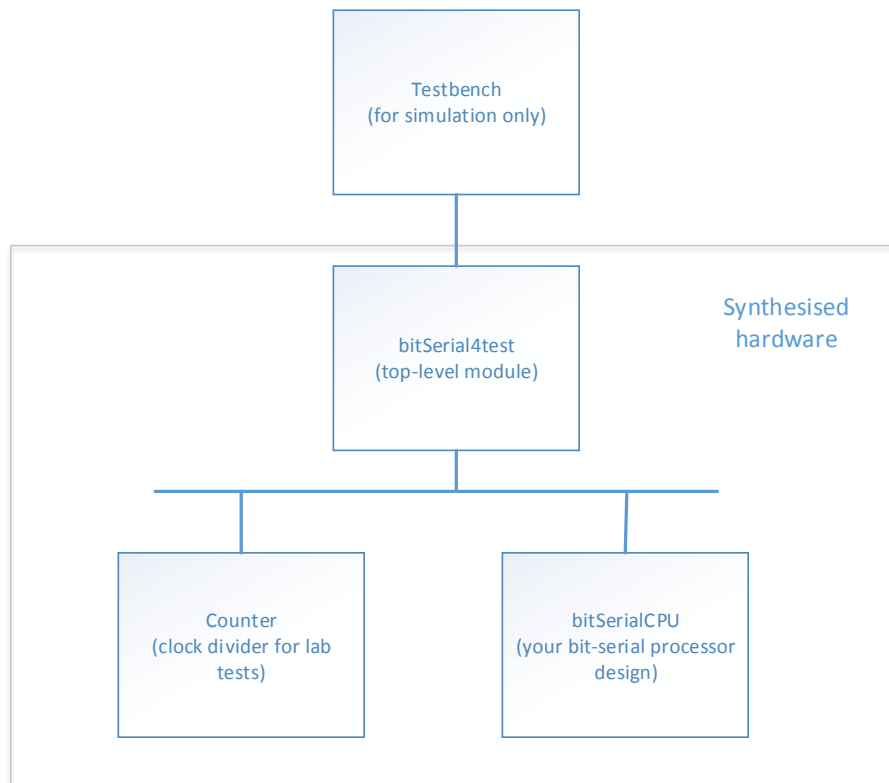 Testbench
(for simulation only)
Synthesised
hardware
bitSerial4test
(top-level module)
Counter
(clock divider for lab
tests)
bitSerialCPU
(your bit-serial processor
design)